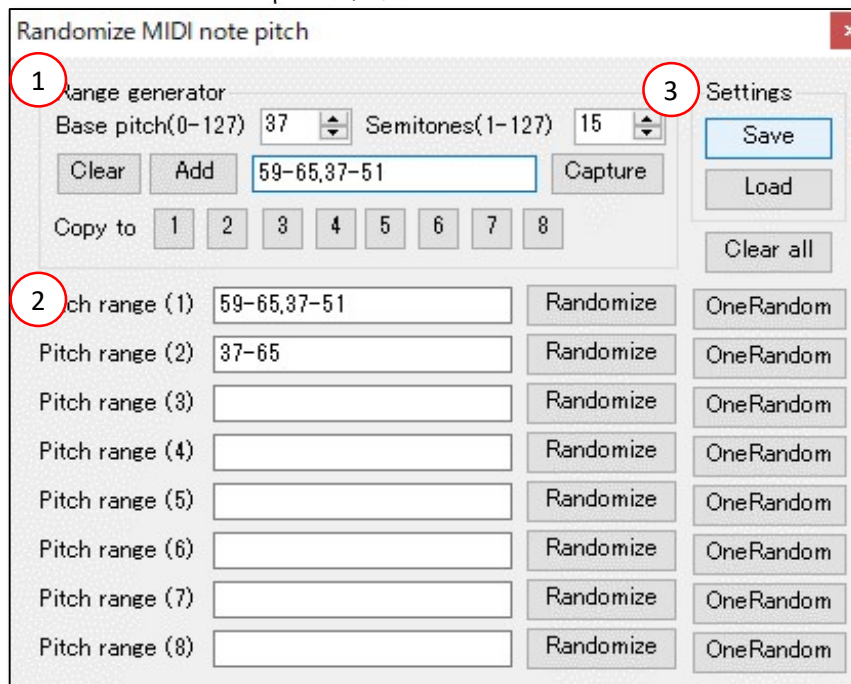 Randomize MIDI note pitch
1
Range generator
3
Settings
Base pitch(0-127) 37 Semitones(1-127) 15
Save
Clear Add 59-65,37-51 Capture
Load
Copy to 1 2 3 4 5 6 7 8
Clear all
2
ch range (1) 59-65,37-51 Randomize OneRandom
Pitch range (2) 37-65 Randomize OneRandom
Pitch range (3) Randomize OneRandom
Pitch range (4) Randomize OneRandom
Pitch range (5) Randomize OneRandom
Pitch range (6) Randomize OneRandom
Pitch range (7) Randomize OneRandom
Pitch range (8) Randomize OneRandom